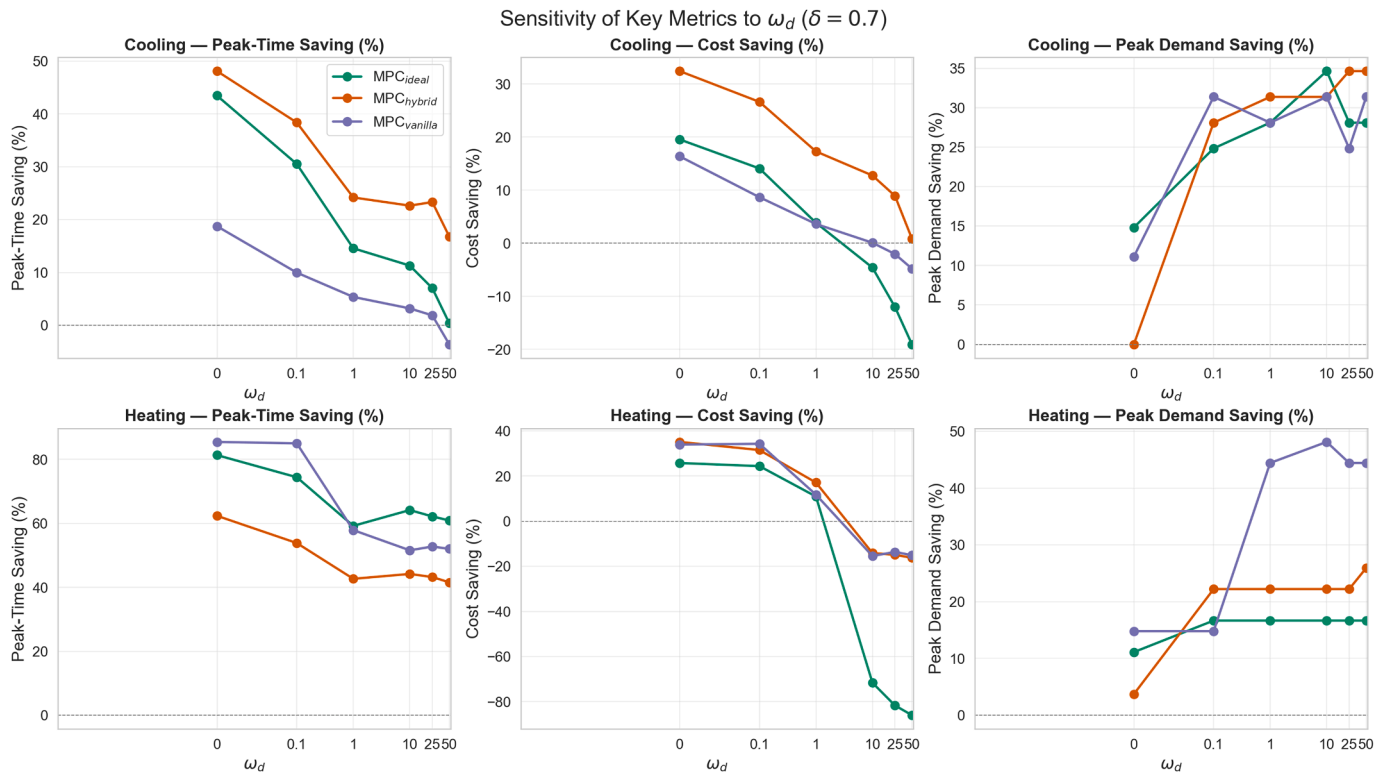 Sensitivity of Key Metrics to ω_d (δ = 0.7)
Cooling — Peak-Time Saving (%)
Peak-Time Saving (%)
50
40
30
20
10
0
MPC_ideal
MPC_hybrid
MPC_vanilla
0 0.1 1 10 25 50
ω_d
Cooling — Cost Saving (%)
Cost Saving (%)
30
20
10
0
−10
−20
0 0.1 1 10 25 50
ω_d
Cooling — Peak Demand Saving (%)
Peak Demand Saving (%)
35
30
25
20
15
10
5
0
0 0.1 1 10 25 50
ω_d
Heating — Peak-Time Saving (%)
Peak-Time Saving (%)
80
60
40
20
0
0 0.1 1 10 25 50
ω_d
Heating — Cost Saving (%)
Cost Saving (%)
40
20
0
−20
−40
−60
−80
0 0.1 1 10 25 50
ω_d
Heating — Peak Demand Saving (%)
Peak Demand Saving (%)
50
40
30
20
10
0
0 0.1 1 10 25 50
ω_d